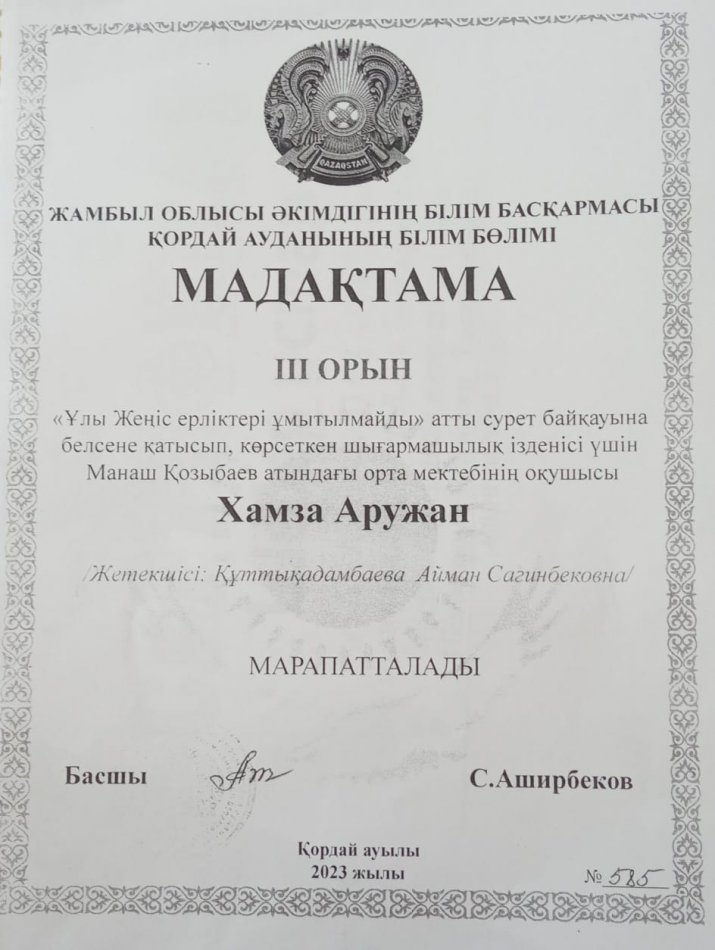 QAZAQSTAN
ЖАМБЫЛ ОБЛЫСЫ ӘКІМДІГІНІҢ БІЛІМ БАСҚАРМАСЫ
ҚОРДАЙ АУДАНЫНЫҢ БІЛІМ БӨЛІМІ
МАДАҚТАМА
ІІІ ОРЫН
«Ұлы Жеңіс ерліктері ұмытылмайды» атты сурет байқауына
белсене қатысып, көрсеткен шығармашылық ізденісі үшін
Манаш Қозыбаев атындағы орта мектебінің оқушысы
Хамза Аружан
/Жетекшісі: Құттықадамбаева Айман Сагинбековна/
МАРАПАТТАЛАДЫ
Басшы С.Аширбеков
Қордай ауылы
2023 жылы
№ 585